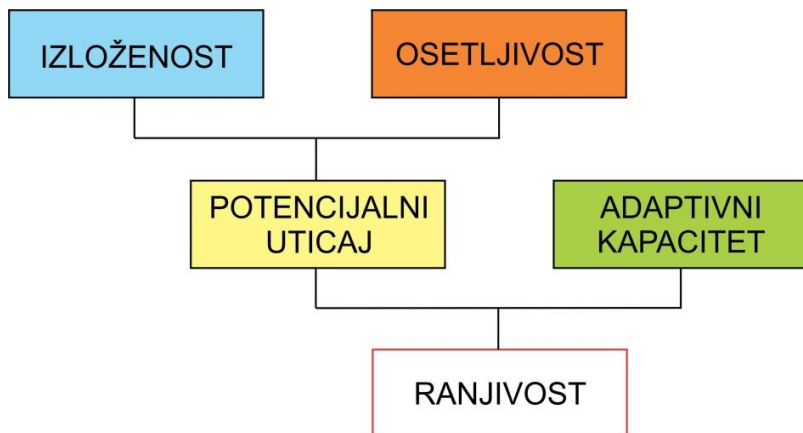 IZLOŽENOST
OSETLJIVOST
POTENCIJALNI
UTICAJ
ADAPTIVNI
KAPACITET
RANJIVOST